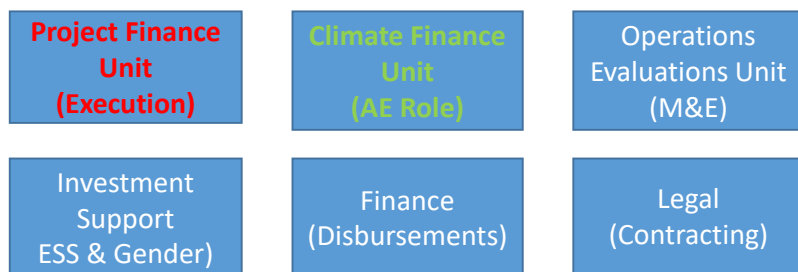 Project Finance
Unit
(Execution)
Climate Finance
Unit
(AE Role)
Operations
Evaluations Unit
(M&E)
Investment
Support
ESS & Gender)
Finance
(Disbursements)
Legal
(Contracting)